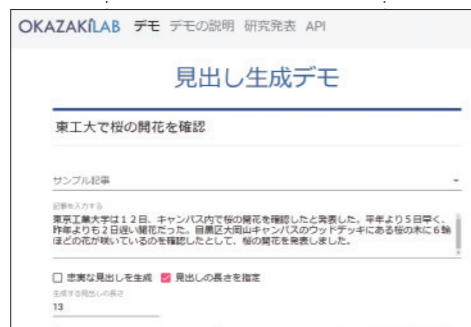 OKAZAKILAB デモ デモの説明 研究発表 API
見出し生成デモ
東工大で桜の開花を確認
サンプル記事
記事を入力する
東京工業大学は12日、キャンパス内で桜の開花を確認したと発表した。平年より5日早く、
昨年よりも2日遅い開花だった。目黒区大岡山キャンパスのウッドデッキにある桜の木に6輪
ほどの花が咲いているのを確認したとして、桜の開花を発表しました。
忠実な見出しを生成 見出しの長さを指定
生成する見出しの長さ
13